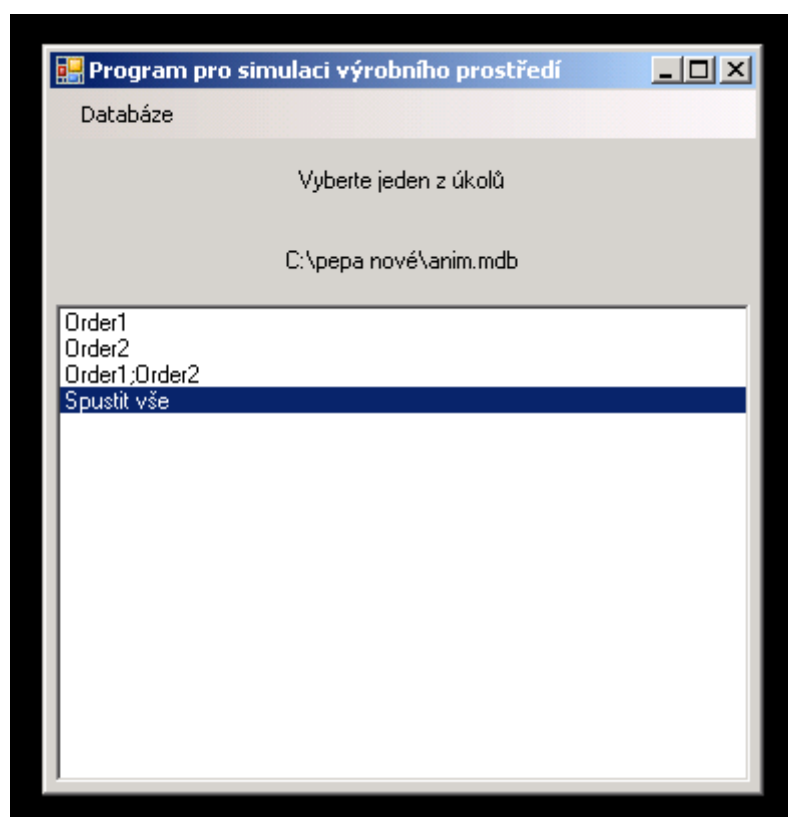 Program pro simulaci výrobního prostředí
Databáze
Vyberte jeden z úkolů
C:\pepa nové\anim.mdb
Order1
Order2
Order1;Order2
Spustit vše